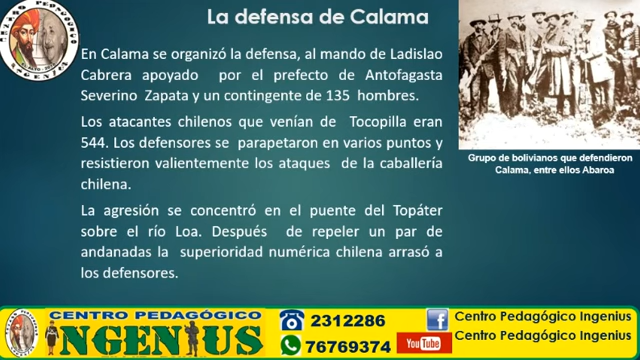 La defensa de Calama
En Calama se organizó la defensa, al mando de Ladislao
Cabrera apoyado por el prefecto de Antofagasta
Severino Zapata y un contingente de 135 hombres.
Los atacantes chilenos que venían de Tocopilla eran
544. Los defensores se parapetaron en varios puntos y
resistieron valientemente los ataques de la caballería
chilena.
La agresión se concentró en el puente del Topáter
sobre el río Loa. Después de repeler un par de
andanadas la superioridad numérica chilena arrasó a
los defensores.
Grupo de bolivianos que defendieron
Calama, entre ellos Abaroa
CENTRO PEDAGÓGICO
INGENIUS
2312286
76769374
Centro Pedagógico Ingenius
YouTube
Centro Pedagógico Ingenius